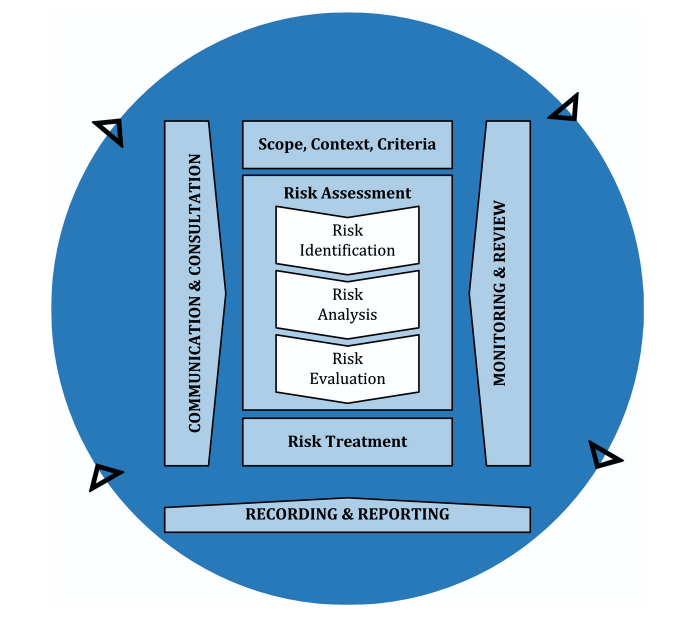 Scope, Context, Criteria
Risk Assessment
Risk
Identification
Risk
Analysis
Risk
Evaluation
Risk Treatment
COMMUNICATION & CONSULTATION
MONITORING & REVIEW
RECORDING & REPORTING